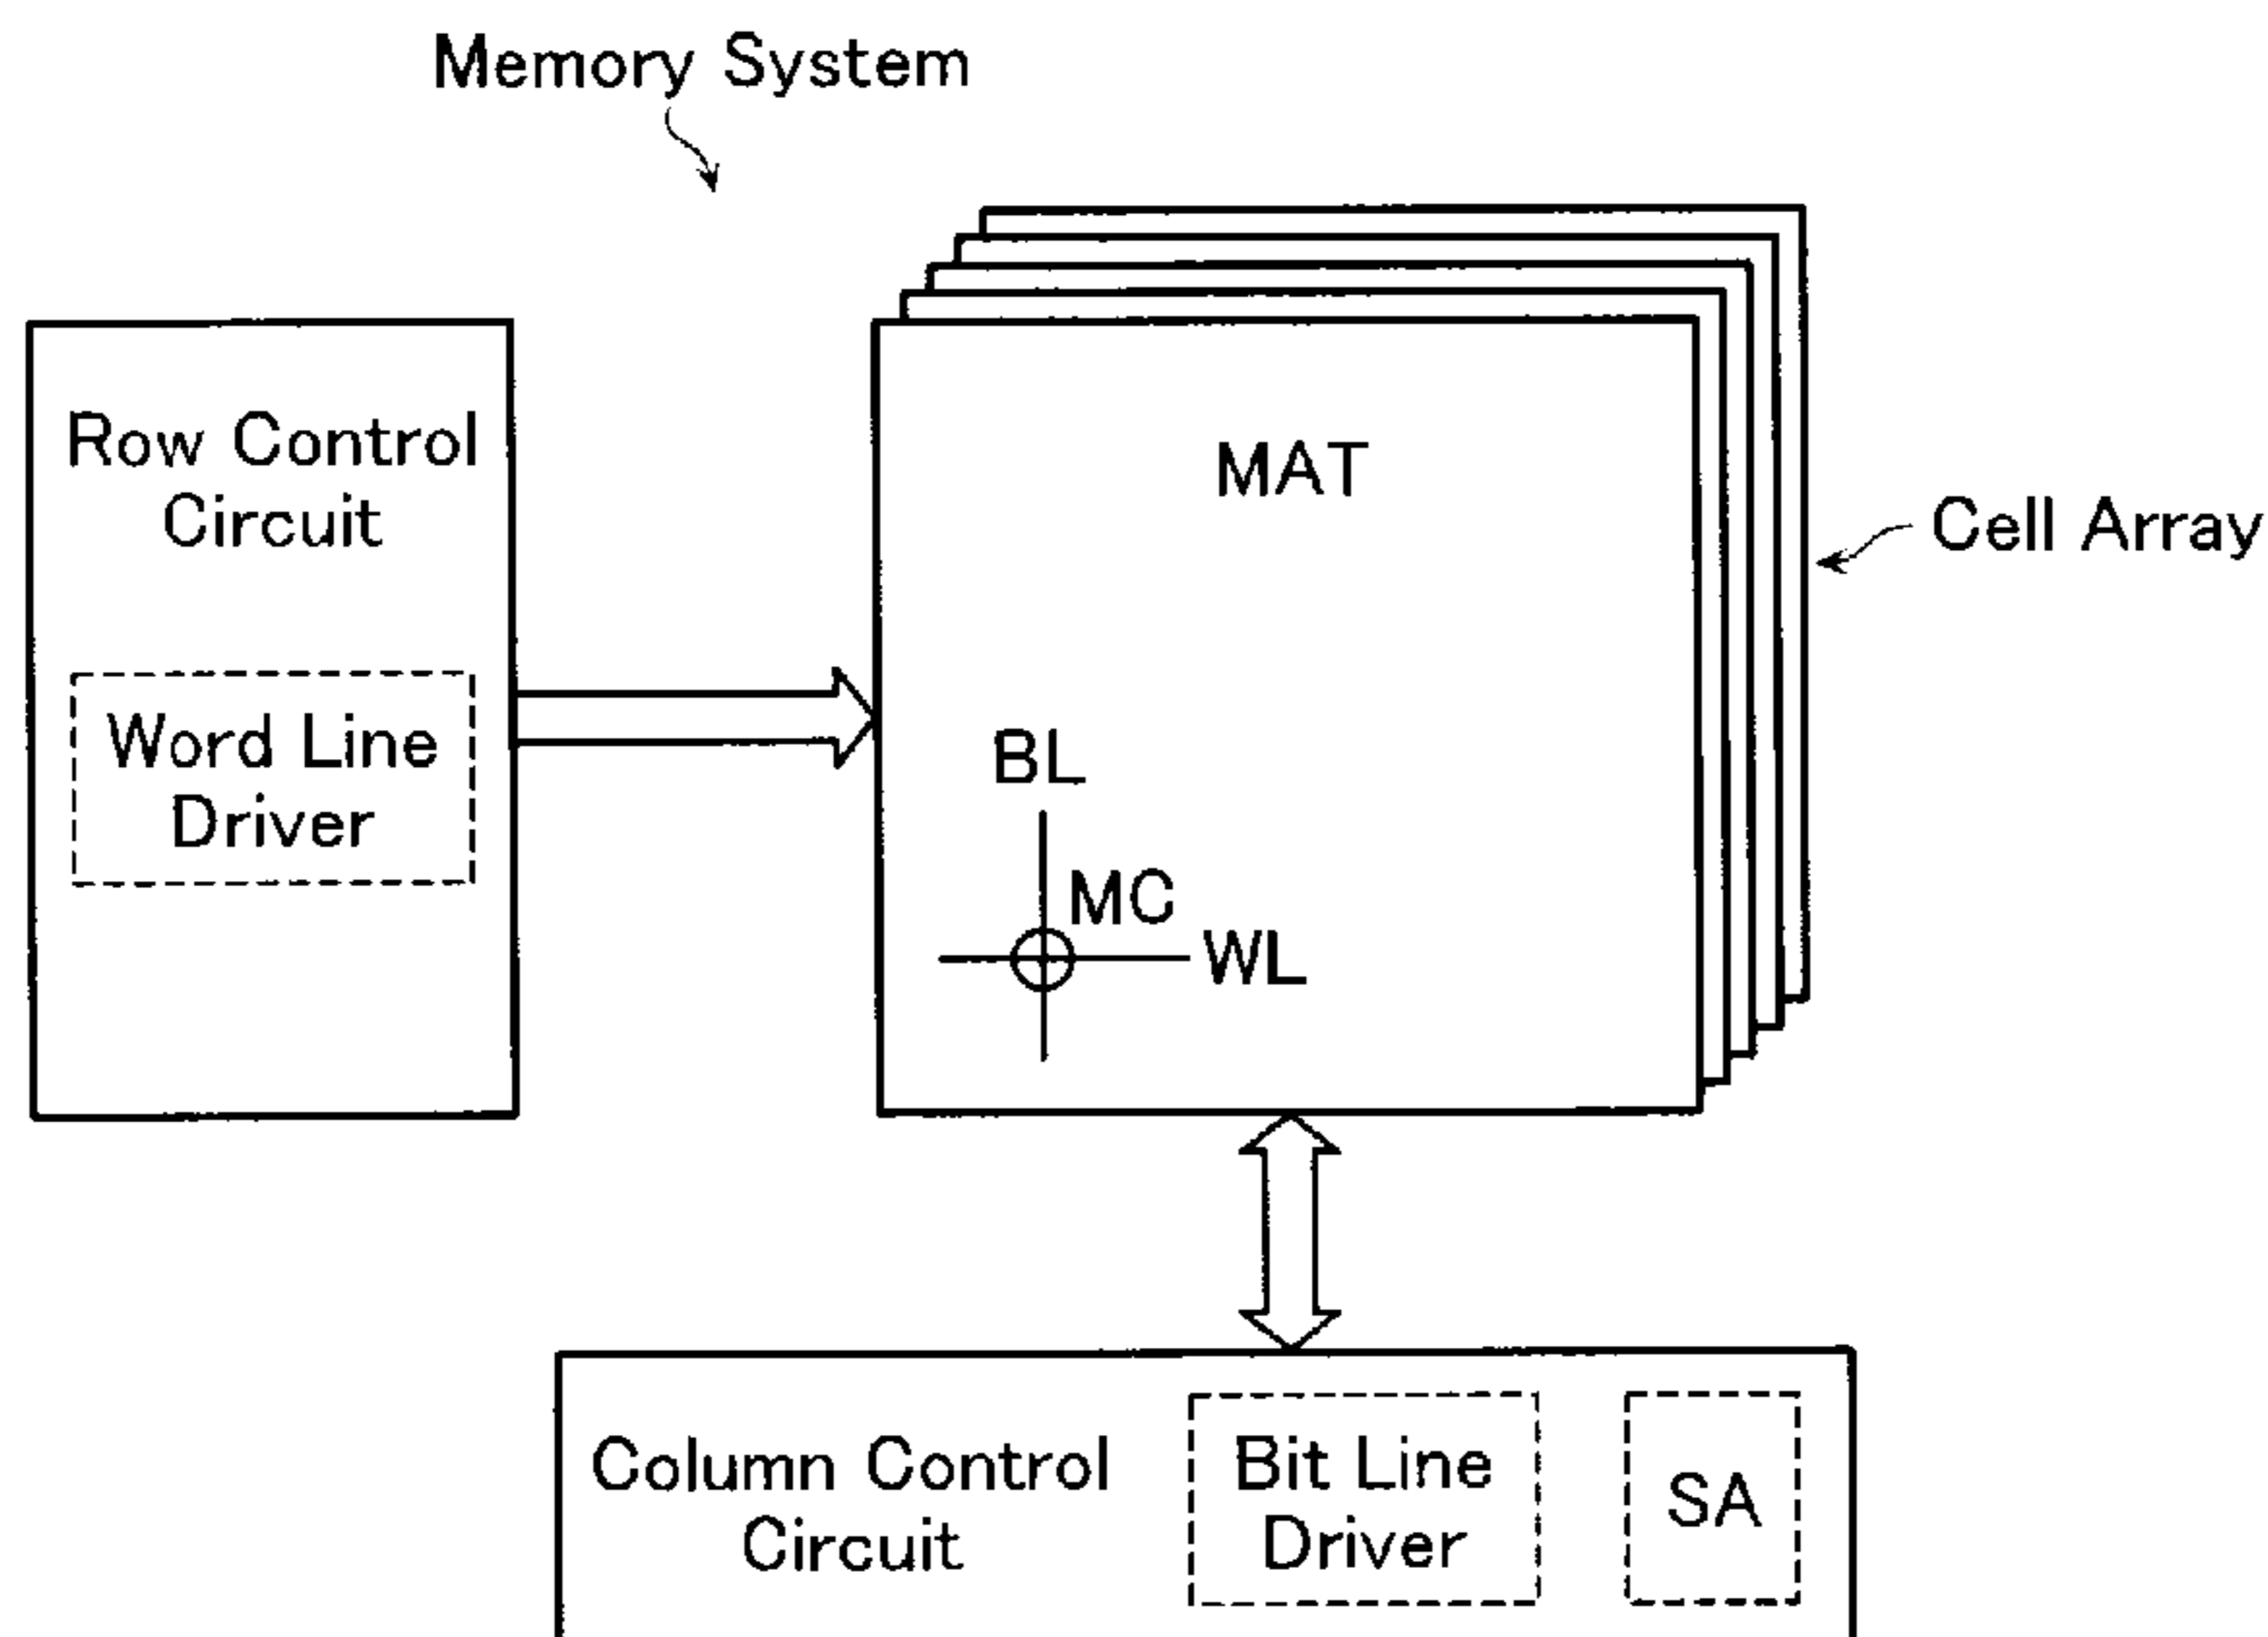 Memory System
Row Control
Circuit
Word Line
Driver
MAT
Cell Array
BL
MC
WL
Column Control
Circuit
Bit Line
Driver
SA